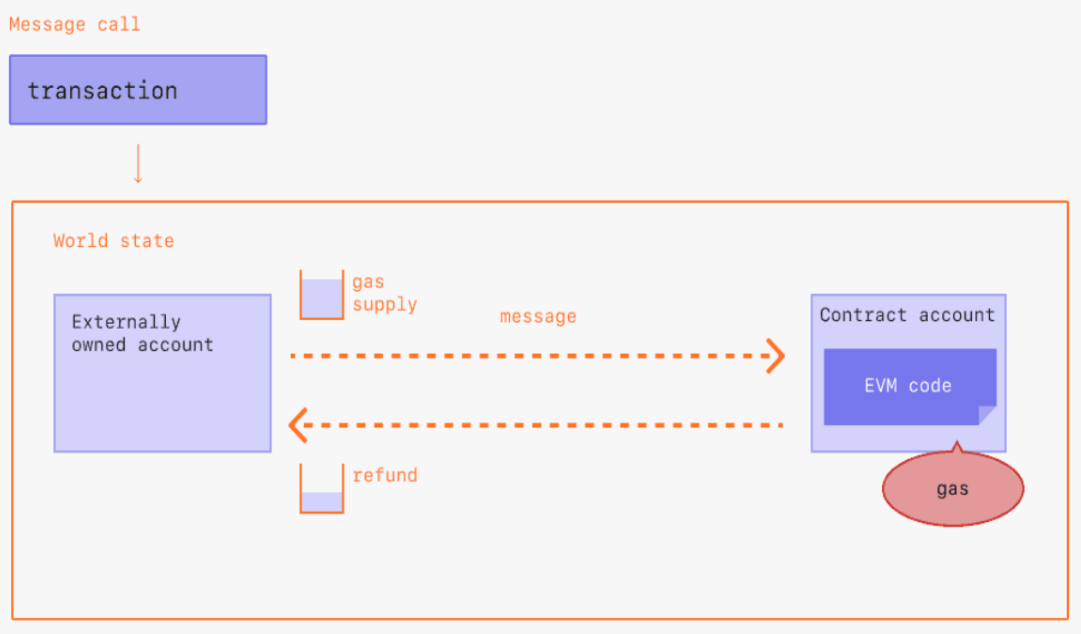 Message call
transaction
World state
gas
supply
message
Externally
owned account
Contract account
EVM code
refund
gas